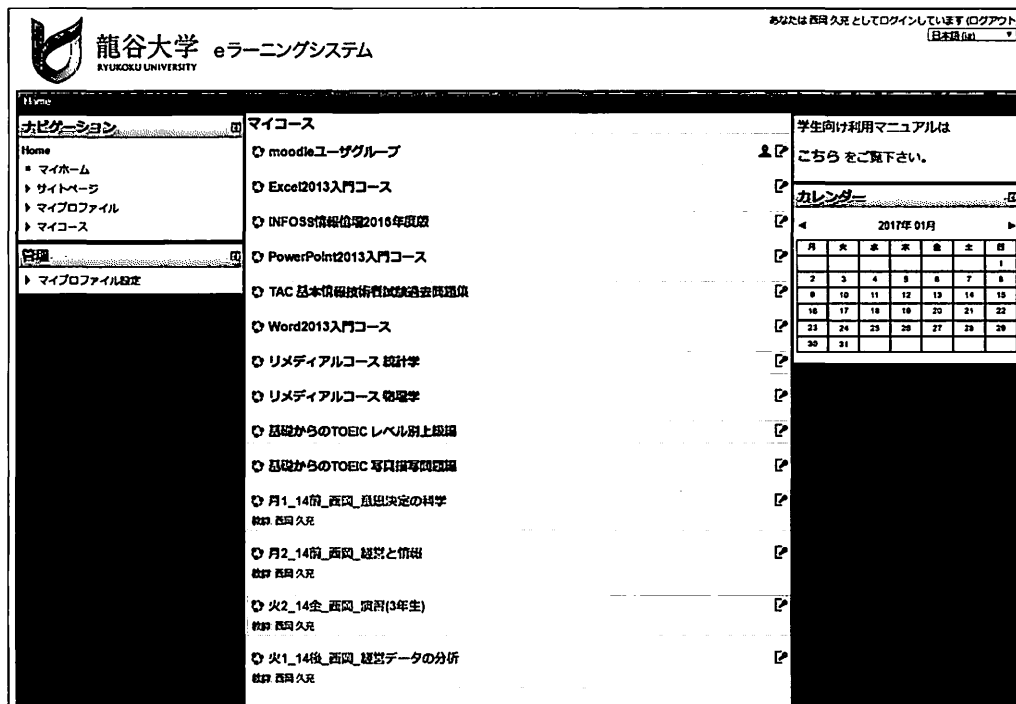 あなたは 西岡 久充 としてログインしています (ログアウト
日本語 (ja)
龍谷大学 eラーニングシステム
RYUKOKU UNIVERSITY
Home
ナビゲーション
Home
マイホーム
サイトページ
マイプロファイル
マイコース
管理
マイプロファイル設定
マイコース
moodleユーザグループ
Excel2013入門コース
INFOSS情報倫理2016年度版
PowerPoint2013入門コース
TAC 基本情報技術者試験過去問題集
Word2013入門コース
リメディアルコース 統計学
リメディアルコース 物理学
基礎からのTOEIC レベル別上級編
基礎からのTOEIC 写真描写問題編
月1_14前_西岡_意思決定の科学
教師: 西岡 久充
月2_14前_西岡_経営と情報
教師: 西岡 久充
火2_14全_西岡_演習(3年生)
教師: 西岡 久充
火1_14後_西岡_経営データの分析
教師: 西岡 久充
学生向け利用マニュアルは
こちら をご覧下さい。
カレンダー
2017年 01月
月 火 水 木 金 土 日
1
2 3 4 5 6 7 8
9 10 11 12 13 14 15
16 17 18 19 20 21 22
23 24 25 26 27 28 29
30 31